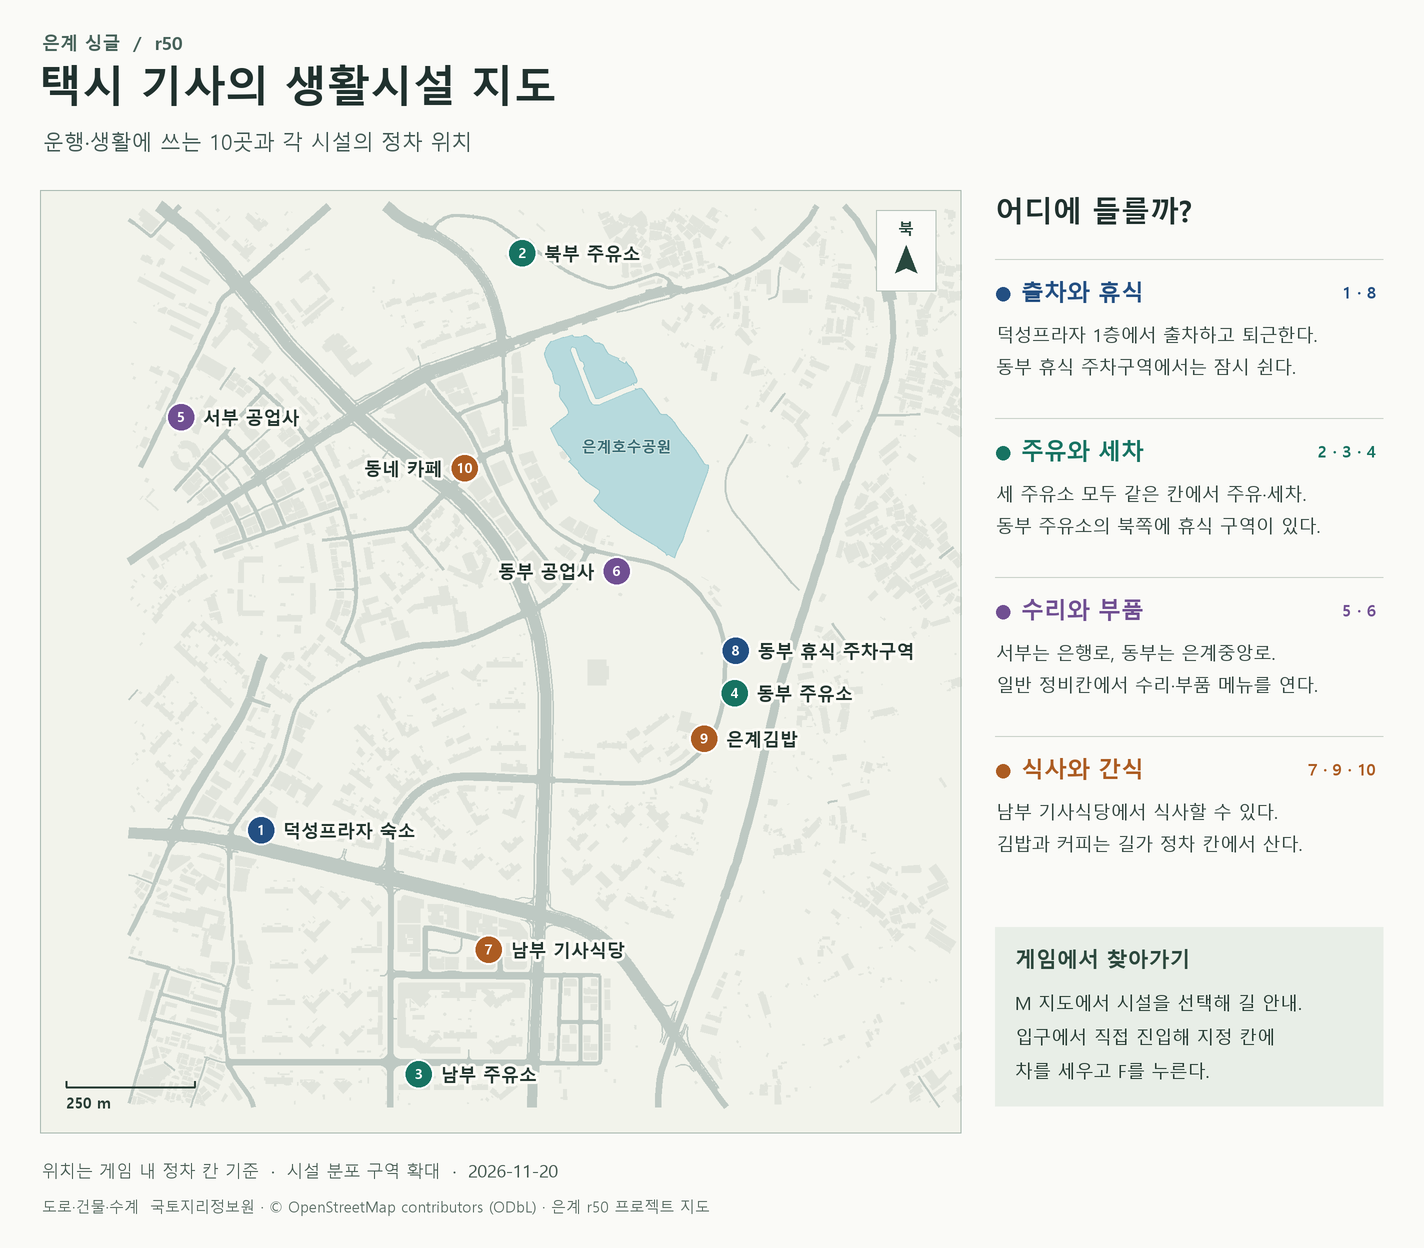 은계 싱글 / r50
택시 기사의 생활시설 지도
운행·생활에 쓰는 10곳과 각 시설의 정차 위치
북
2 북부 주유소
은계호수공원
5 서부 공업사
동네 카페 10
동부 공업사 6
8 동부 휴식 주차구역
4 동부 주유소
9 은계김밥
1 덕성프라자 숙소
7 남부 기사식당
3 남부 주유소
250 m
어디에 들를까?
출차와 휴식 1·8
덕성프라자 1층에서 출차하고 퇴근한다.
동부 휴식 주차구역에서는 잠시 쉰다.
주유와 세차 2·3·4
세 주유소 모두 같은 칸에서 주유·세차.
동부 주유소의 북쪽에 휴식 구역이 있다.
수리와 부품 5·6
서부는 은행로, 동부는 은계중앙로.
일반 정비칸에서 수리·부품 메뉴를 연다.
식사와 간식 7·9·10
남부 기사식당에서 식사할 수 있다.
김밥과 커피는 길가 정차 칸에서 산다.
게임에서 찾아가기
M 지도에서 시설을 선택해 길 안내.
입구에서 직접 진입해 지정 칸에
차를 세우고 F를 누른다.
위치는 게임 내 정차 칸 기준 · 시설 분포 구역 확대 · 2026-11-20
도로·건물·수계 국토지리정보원 · © OpenStreetMap contributors (ODbL) · 은계 r50 프로젝트 지도